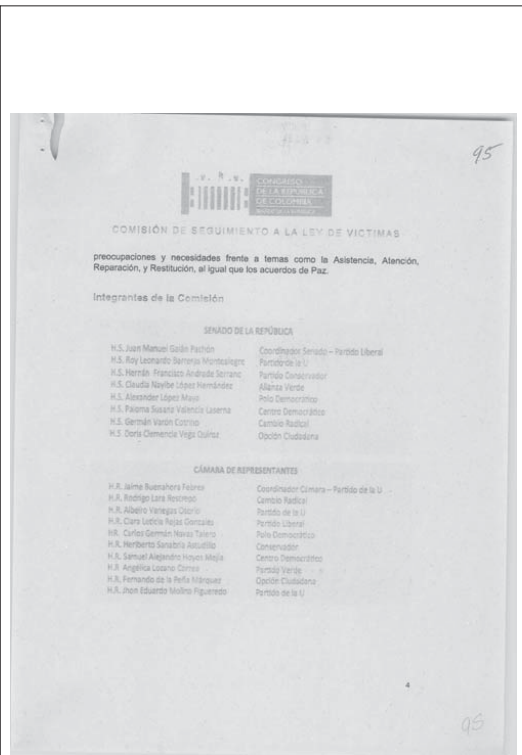 95
CONGRESO
DE LA REPÚBLICA
DE COLOMBIA
COMISIÓN DE SEGUIMIENTO A LA LEY DE VICTIMAS
preocupaciones y necesidades frente a temas como la Asistencia, Atención,
Reparación, y Restitución, al igual que los acuerdos de Paz.
Integrantes de la Comisión
SENADO DE LA REPÚBLICA
H.S. Juan Manuel Galán Pachón Coordinador Senado – Partido Liberal
H.S. Roy Leonardo Barreras Montealegre Partido de la U
H.S. Hernán Francisco Andrade Serrano Partido Conservador
H.S. Claudia Nayibe López Hernández Alianza Verde
H.S. Alexander López Maya Polo Democrático
H.S. Paloma Susana Valencia Laserna Centro Democrático
H.S. Germán Varón Cotrino Cambio Radical
H.S. Doris Clemencia Vega Quiroz Opción Ciudadana
CÁMARA DE REPRESENTANTES
H.R. Jaime Buenahora Febres Coordinador Cámara – Partido de la U
H.R. Rodrigo Lara Restrepo Cambio Radical
H.R. Albeiro Vanegas Osorio Partido de la U
H.R. Clara Leticia Rojas González Partido Liberal
HR. Carlos Germán Navas Talero Polo Democrático
H.R. Heriberto Sanabria Astudillo Conservador
H.R. Samuel Alejandro Hoyos Mejía Centro Democrático
H.R. Angélica Lozano Correa Partido Verde
H.R. Fernando de la Peña Márquez Opción Ciudadana
H.R. Jhon Eduardo Molina Figueredo Partido de la U
4
95